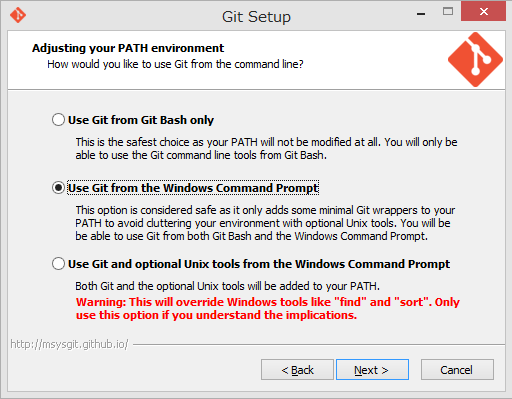 Git Setup
Adjusting your PATH environment
How would you like to use Git from the command line?
Use Git from Git Bash only
This is the safest choice as your PATH will not be modified at all. You will only be
able to use the Git command line tools from Git Bash.
Use Git from the Windows Command Prompt
This option is considered safe as it only adds some minimal Git wrappers to your
PATH to avoid cluttering your environment with optional Unix tools. You will be
be able to use Git from both Git Bash and the Windows Command Prompt.
Use Git and optional Unix tools from the Windows Command Prompt
Both Git and the optional Unix tools will be added to your PATH.
Warning: This will override Windows tools like "find" and "sort". Only
use this option if you understand the implications.
http://msysgit.github.io/
< Back
Next >
Cancel